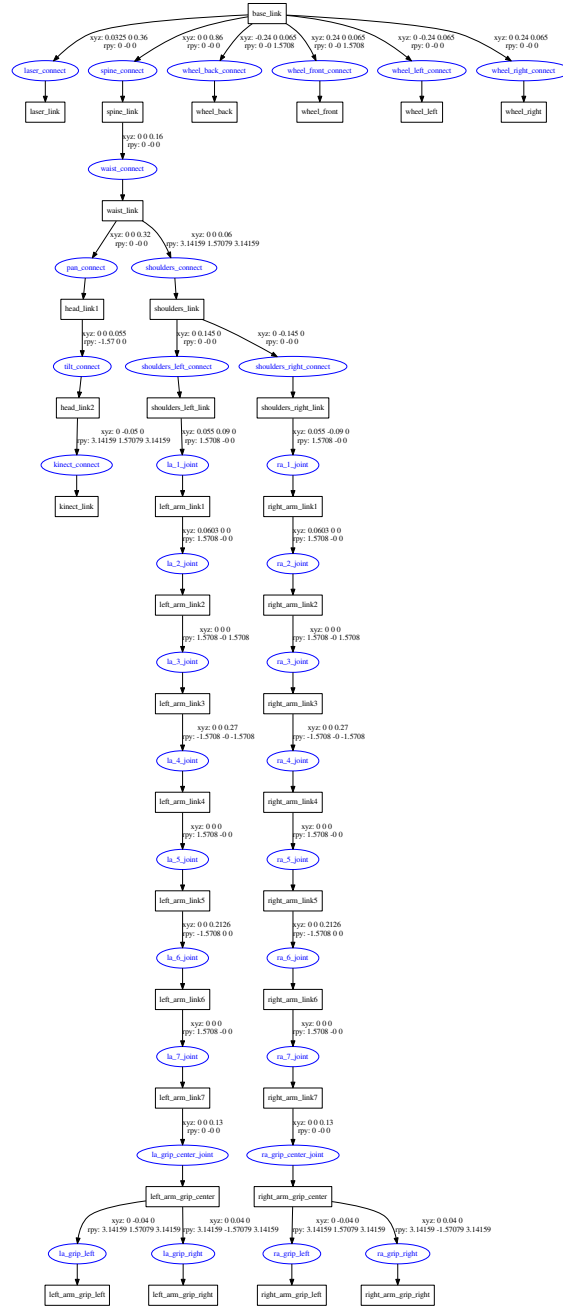 base_link
xyz: 0.0325 0 0.36
rpy: 0 -0 0
xyz: 0 0 0.86
rpy: 0 -0 0
xyz: -0.24 0 0.065
rpy: 0 -0 0 1.5708
xyz: 0.24 0 0.065
rpy: 0 -0 1.5708
xyz: 0 -0.24 0.065
rpy: 0 -0 0
xyz: 0 0.24 0.065
rpy: 0 -0 0
laser_connect
spine_connect
wheel_back_connect
wheel_front_connect
wheel_left_connect
wheel_right_connect
laser_link
spine_link
wheel_back
wheel_front
wheel_left
wheel_right
xyz: 0 0 0.16
rpy: 0 -0 0
waist_connect
waist_link
xyz: 0 0 0.32
rpy: 0 -0 0
xyz: 0 0 0.06
rpy: 3.14159 1.57079 3.14159
pan_connect
shoulders_connect
head_link1
shoulders_link
xyz: 0 0 0.055
rpy: -1.57 0 0
xyz: 0 0.145 0
rpy: 0 -0 0
xyz: 0 -0.145 0
rpy: 0 -0 0
tilt_connect
shoulders_left_connect
shoulders_right_connect
head_link2
shoulders_left_link
shoulders_right_link
xyz: 0 -0.05 0
rpy: 3.14159 1.57079 3.14159
xyz: 0.055 0.09 0
rpy: 1.5708 -0 0
xyz: 0.055 -0.09 0
rpy: 1.5708 -0 0
kinect_connect
la_1_joint
ra_1_joint
kinect_link
left_arm_link1
right_arm_link1
xyz: 0.0603 0 0
rpy: 1.5708 -0 0
xyz: 0.0603 0 0
rpy: 1.5708 -0 0
la_2_joint
ra_2_joint
left_arm_link2
right_arm_link2
xyz: 0 0 0
rpy: 1.5708 -0 1.5708
xyz: 0 0 0
rpy: 1.5708 -0 1.5708
la_3_joint
ra_3_joint
left_arm_link3
right_arm_link3
xyz: 0 0 0.27
rpy: -1.5708 -0 -1.5708
xyz: 0 0 0.27
rpy: -1.5708 -0 -1.5708
la_4_joint
ra_4_joint
left_arm_link4
right_arm_link4
xyz: 0 0 0
rpy: 1.5708 -0 0
xyz: 0 0 0
rpy: 1.5708 -0 0
la_5_joint
ra_5_joint
left_arm_link5
right_arm_link5
xyz: 0 0 0.2126
rpy: -1.5708 0 0
xyz: 0 0 0.2126
rpy: -1.5708 0 0
la_6_joint
ra_6_joint
left_arm_link6
right_arm_link6
xyz: 0 0 0
rpy: 1.5708 -0 0
xyz: 0 0 0
rpy: 1.5708 -0 0
la_7_joint
ra_7_joint
left_arm_link7
right_arm_link7
xyz: 0 0 0.13
rpy: 0 -0 0
xyz: 0 0 0.13
rpy: 0 -0 0
la_grip_center_joint
ra_grip_center_joint
left_arm_grip_center
right_arm_grip_center
xyz: 0 -0.04 0
rpy: 3.14159 1.57079 3.14159
xyz: 0 0.04 0
rpy: 3.14159 -1.57079 3.14159
xyz: 0 -0.04 0
rpy: 3.14159 1.57079 3.14159
xyz: 0 0.04 0
rpy: 3.14159 -1.57079 3.14159
la_grip_left
la_grip_right
ra_grip_left
ra_grip_right
left_arm_grip_left
left_arm_grip_right
right_arm_grip_left
right_arm_grip_right